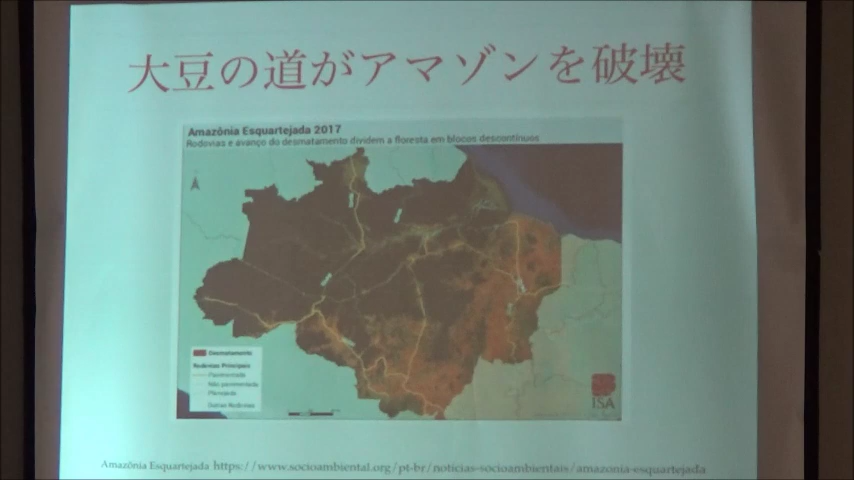 大豆の道がアマゾンを破壊
Amazônia Esquartejada 2017
Rodovias e avanço do desmatamento dividem a floresta em blocos descontínuos
Desmatamento
Rodovias Principais
Pavimentada
Não pavimentada
Planejada
Outras Rodovias
ISA
Amazônia Esquartejada https://www.socioambiental.org/pt-br/noticias-socioambientais/amazonia-esquartejada